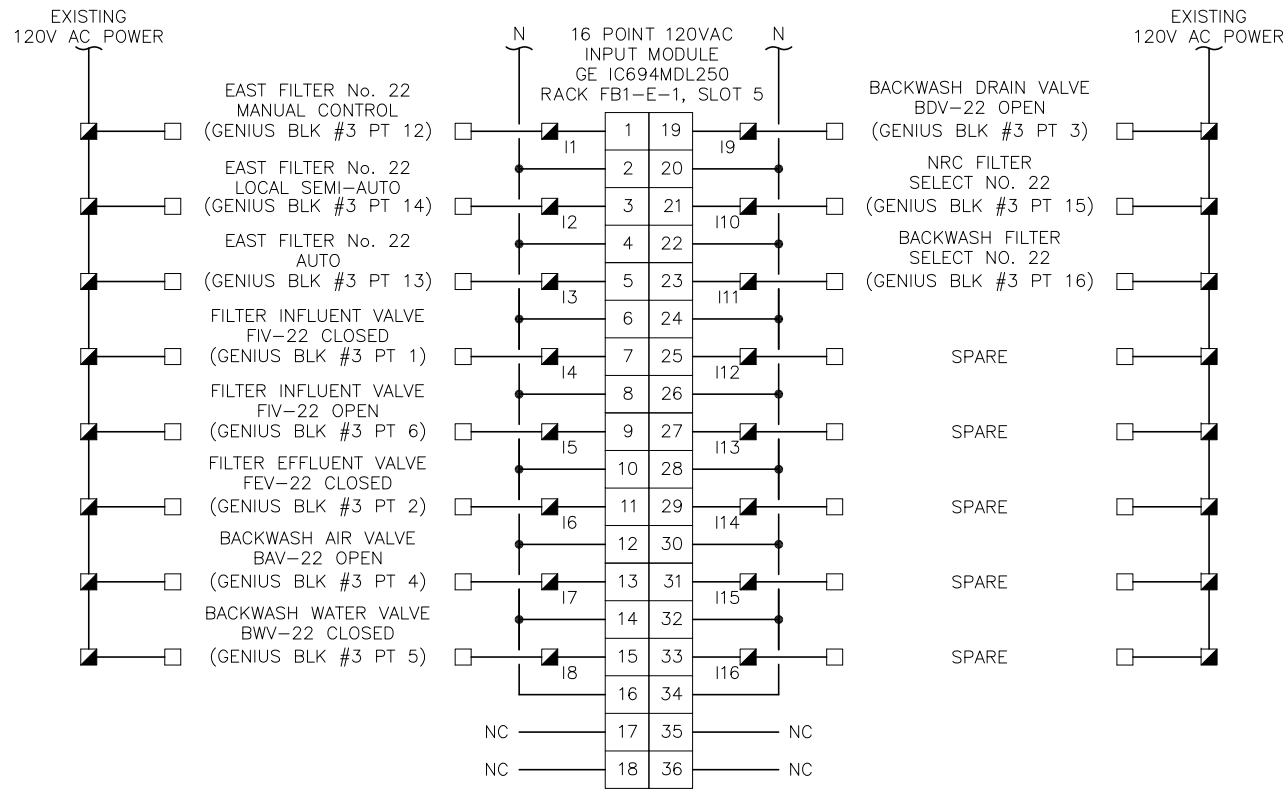 EXISTING
120V AC POWER
N
16 POINT 120VAC
INPUT MODULE
GE IC694MDL250
RACK FB1-E-1, SLOT 5
N
EXISTING
120V AC POWER
EAST FILTER No. 22
MANUAL CONTROL
(GENIUS BLK #3 PT 12)
I1
1 19
I9
BACKWASH DRAIN VALVE
BDV-22 OPEN
(GENIUS BLK #3 PT 3)
2 20
EAST FILTER No. 22
LOCAL SEMI-AUTO
(GENIUS BLK #3 PT 14)
I2
3 21
I10
NRC FILTER
SELECT NO. 22
(GENIUS BLK #3 PT 15)
4 22
EAST FILTER No. 22
AUTO
(GENIUS BLK #3 PT 13)
I3
5 23
I11
BACKWASH FILTER
SELECT NO. 22
(GENIUS BLK #3 PT 16)
6 24
FILTER INFLUENT VALVE
FIV-22 CLOSED
(GENIUS BLK #3 PT 1)
I4
7 25
I12
SPARE
8 26
FILTER INFLUENT VALVE
FIV-22 OPEN
(GENIUS BLK #3 PT 6)
I5
9 27
I13
SPARE
10 28
FILTER EFFLUENT VALVE
FEV-22 CLOSED
(GENIUS BLK #3 PT 2)
I6
11 29
I14
SPARE
12 30
BACKWASH AIR VALVE
BAV-22 OPEN
(GENIUS BLK #3 PT 4)
I7
13 31
I15
SPARE
14 32
BACKWASH WATER VALVE
BWV-22 CLOSED
(GENIUS BLK #3 PT 5)
I8
15 33
I16
SPARE
16 34
NC 17 35 NC
NC 18 36 NC